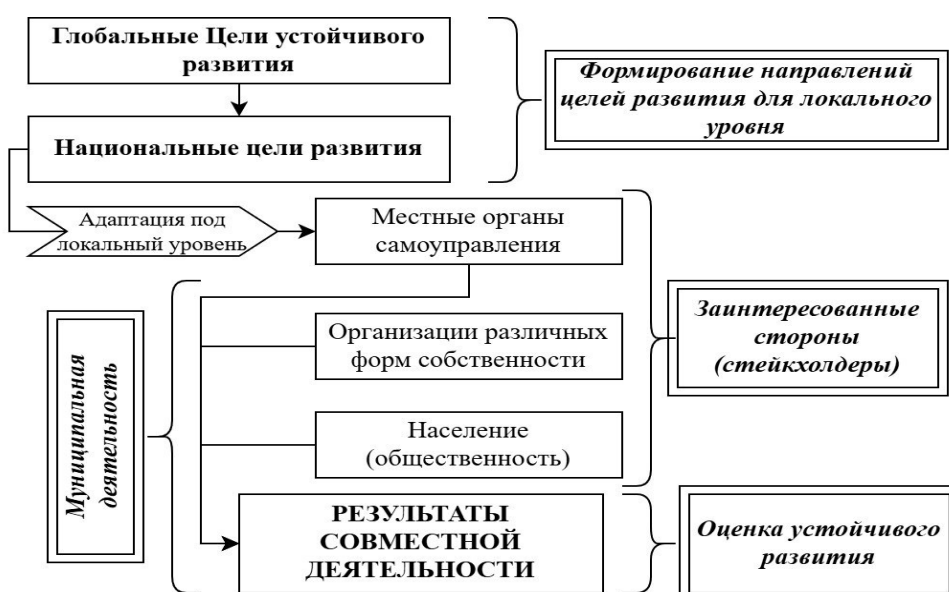 Глобальные Цели устойчивого
развития
Формирование направлений
целей развития для локального
уровня
Национальные цели развития
Адаптация под
локальный уровень
Местные органы
самоуправления
Организации различных
форм собственности
Население
(общественность)
Заинтересованные
стороны
(стейкхолдеры)
Муниципальная
деятельность
РЕЗУЛЬТАТЫ
СОВМЕСТНОЙ
ДЕЯТЕЛЬНОСТИ
Оценка устойчивого
развития